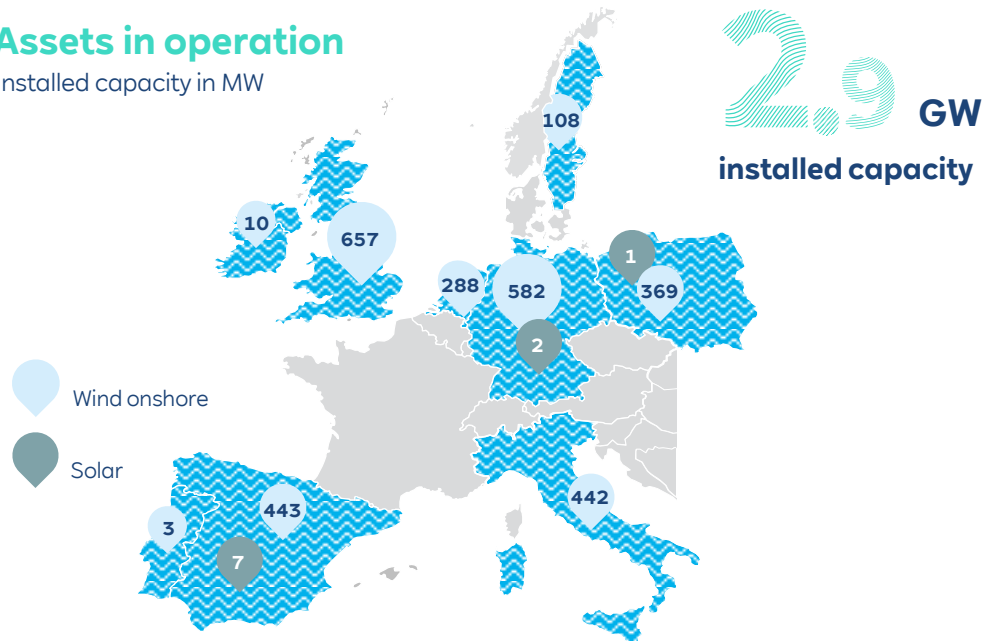 Assets in operation
Installed capacity in MW
2.9 GW
installed capacity
108
10
657
1
288
582
369
2
Wind onshore
Solar
443
442
3
7